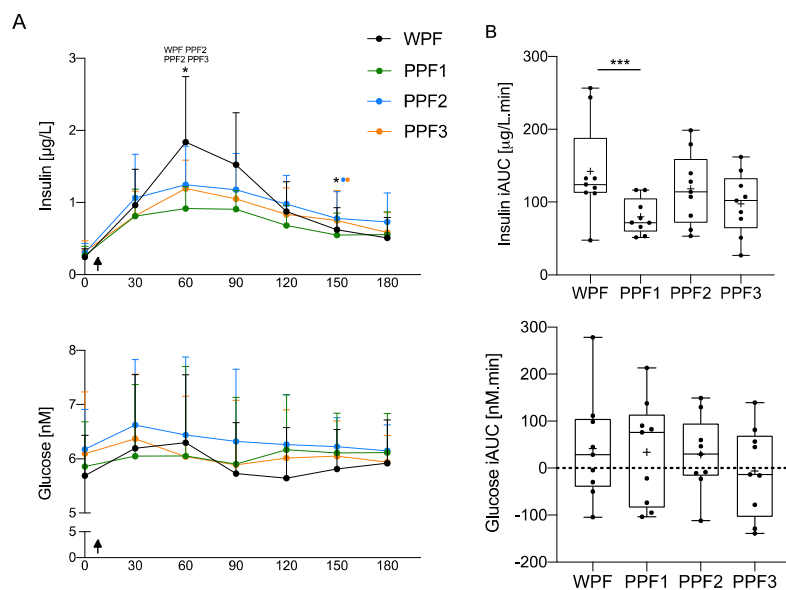 A
WPF
PPF1
PPF2
PPF3
WPF PPF2
PPF2 PPF3
*
*
Insulin [µg/L]
3
2
1
0
0 30 60 90 120 150 180
Glucose [nM]
8
7
6
5
5
0
0 30 60 90 120 150 180
B
***
Insulin iAUC [µg/L.min]
300
200
100
0
WPF PPF1 PPF2 PPF3
Glucose iAUC [nM.min]
300
200
100
0
-100
-200
WPF PPF1 PPF2 PPF3